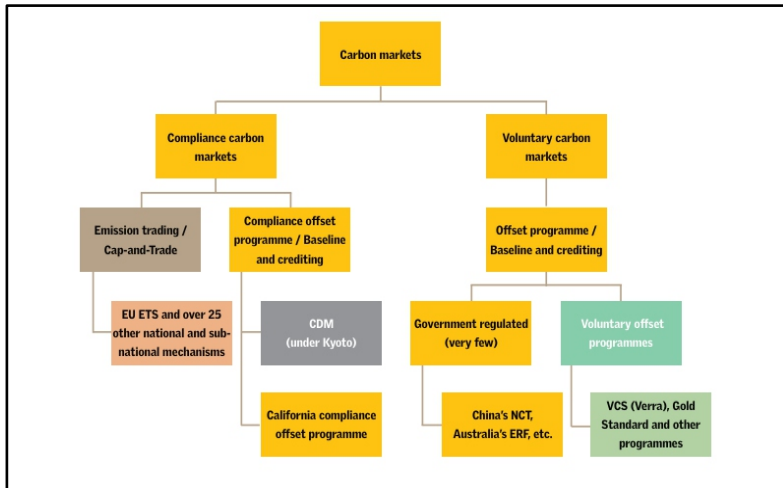 Carbon markets
Compliance carbon
markets
Voluntary carbon
markets
Emission trading /
Cap-and-Trade
Compliance offset
programme / Baseline
and crediting
Offset programme /
Baseline and crediting
EU ETS and over 25
other national and sub-
national mechanisms
CDM
(under Kyoto)
Government regulated
(very few)
Voluntary offset
programmes
California compliance
offset programme
China's NCT,
Australia's ERF, etc.
VCS (Verra), Gold
Standard and other
programmes